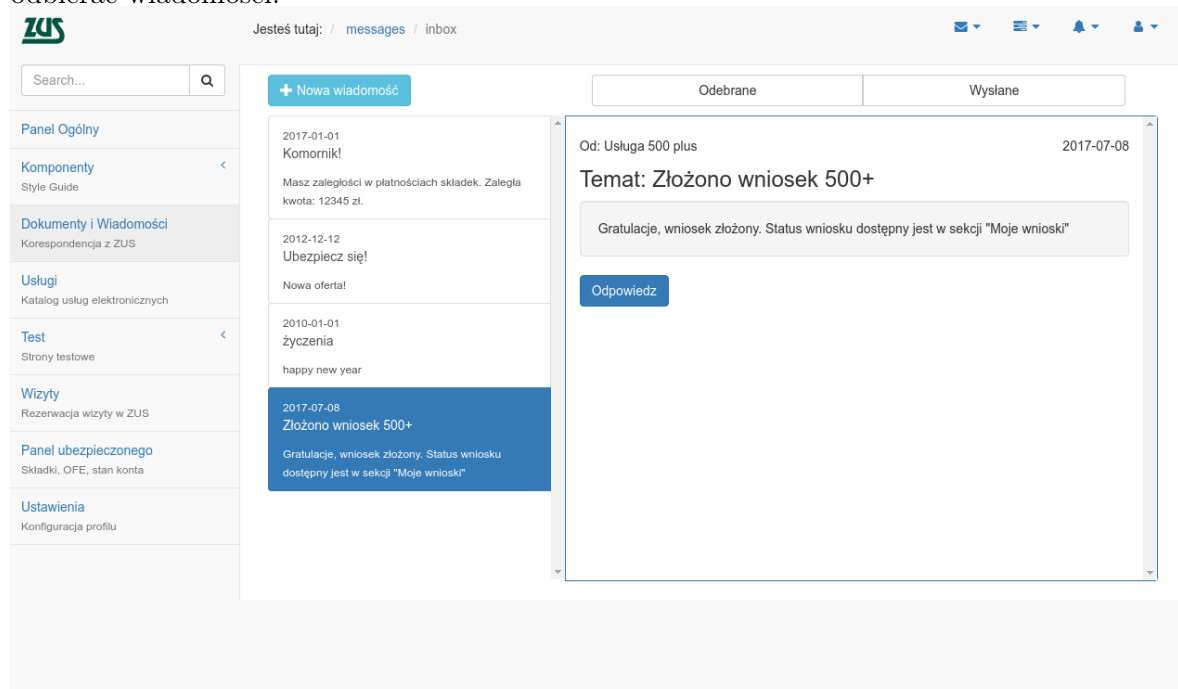 odbierać wiadomości.
ZUS
Jesteś tutaj: / messages / inbox
Search...
Panel Ogólny
Komponenty
Style Guide
Dokumenty i Wiadomości
Korespondencja z ZUS
Usługi
Katalog usług elektronicznych
Test
Strony testowe
Wizyty
Rezerwacja wizyty w ZUS
Panel ubezpieczonego
Składki, OFE, stan konta
Ustawienia
Konfiguracja profilu
Nowa wiadomość
Odebrane
Wysłane
2017-01-01
Komornik!
Masz zaległości w płatnościach składek. Zaległa
kwota: 12345 zł.
2012-12-12
Ubezpiecz się!
Nowa oferta!
2010-01-01
życzenia
happy new year
2017-07-08
Złożono wniosek 500+
Gratulacje, wniosek złożony. Status wniosku
dostępny jest w sekcji "Moje wnioski"
Od: Usługa 500 plus 2017-07-08
Temat: Złożono wniosek 500+
Gratulacje, wniosek złożony. Status wniosku dostępny jest w sekcji "Moje wnioski"
Odpowiedz